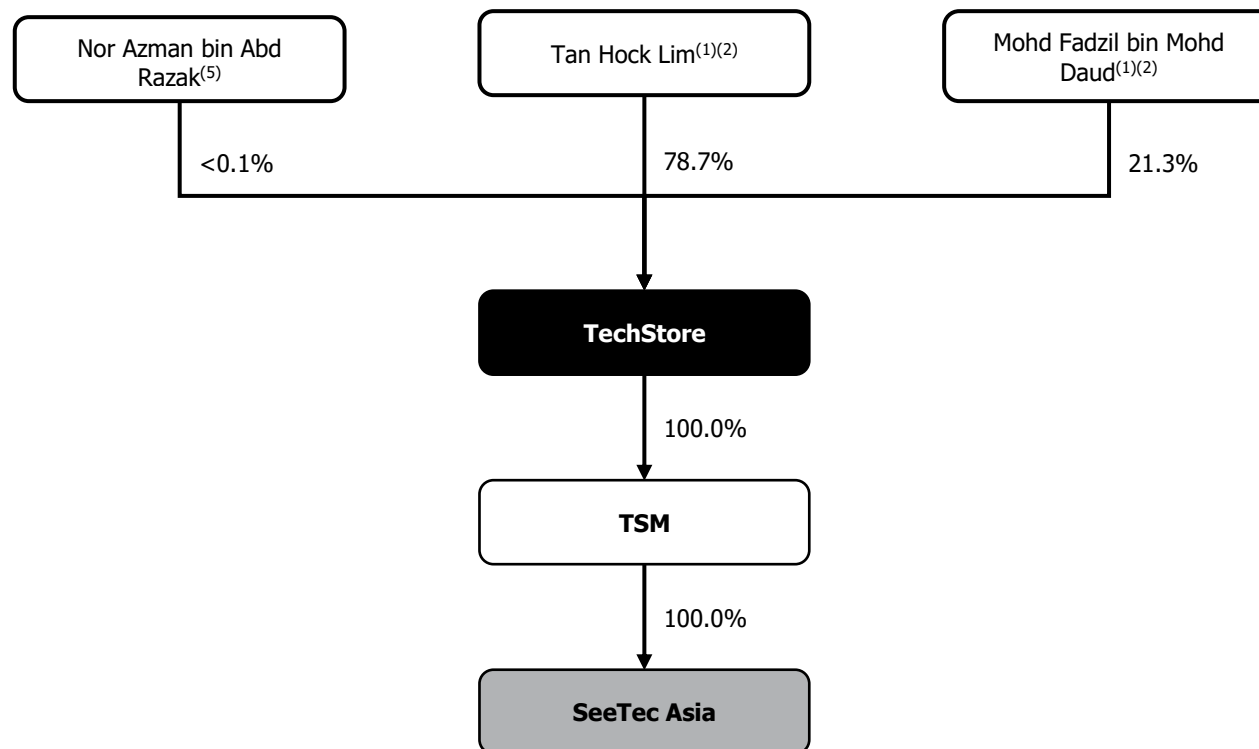 Nor Azman bin Abd
Razak(5)
Tan Hock Lim(1)(2)
Mohd Fadzil bin Mohd
Daud(1)(2)
<0.1%
78.7%
21.3%
TechStore
100.0%
TSM
100.0%
SeeTec Asia